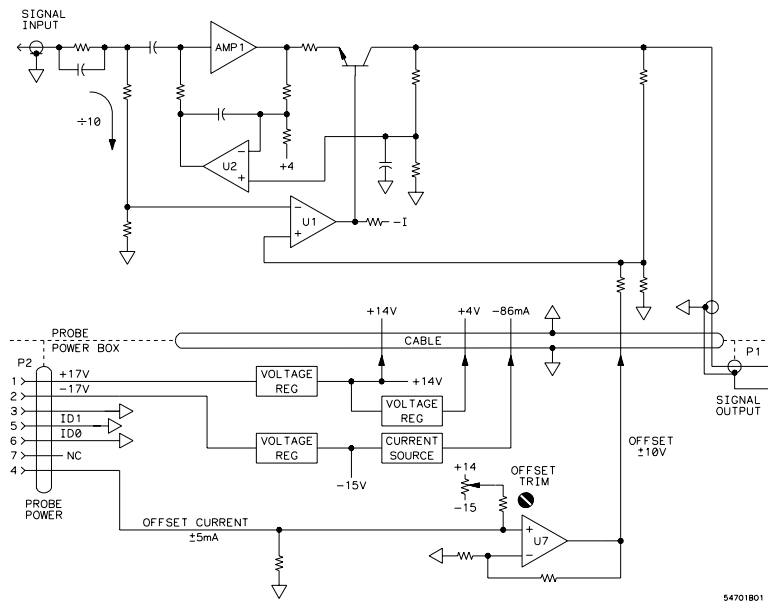 SIGNAL
INPUT
AMP1
÷10
U2
+4
U1
-I
+14V
+4V
-86mA
PROBE
POWER BOX
CABLE
P2
P1
1
+17V
VOLTAGE
REG
+14V
2
-17V
VOLTAGE
REG
SIGNAL
OUTPUT
3
5
ID1
6
ID0
VOLTAGE
REG
CURRENT
SOURCE
OFFSET
±10V
7
NC
4
-15V
+14
-15
OFFSET
TRIM
PROBE
POWER
OFFSET CURRENT
±5mA
+
-
U7
-
+
-
+
54701B01